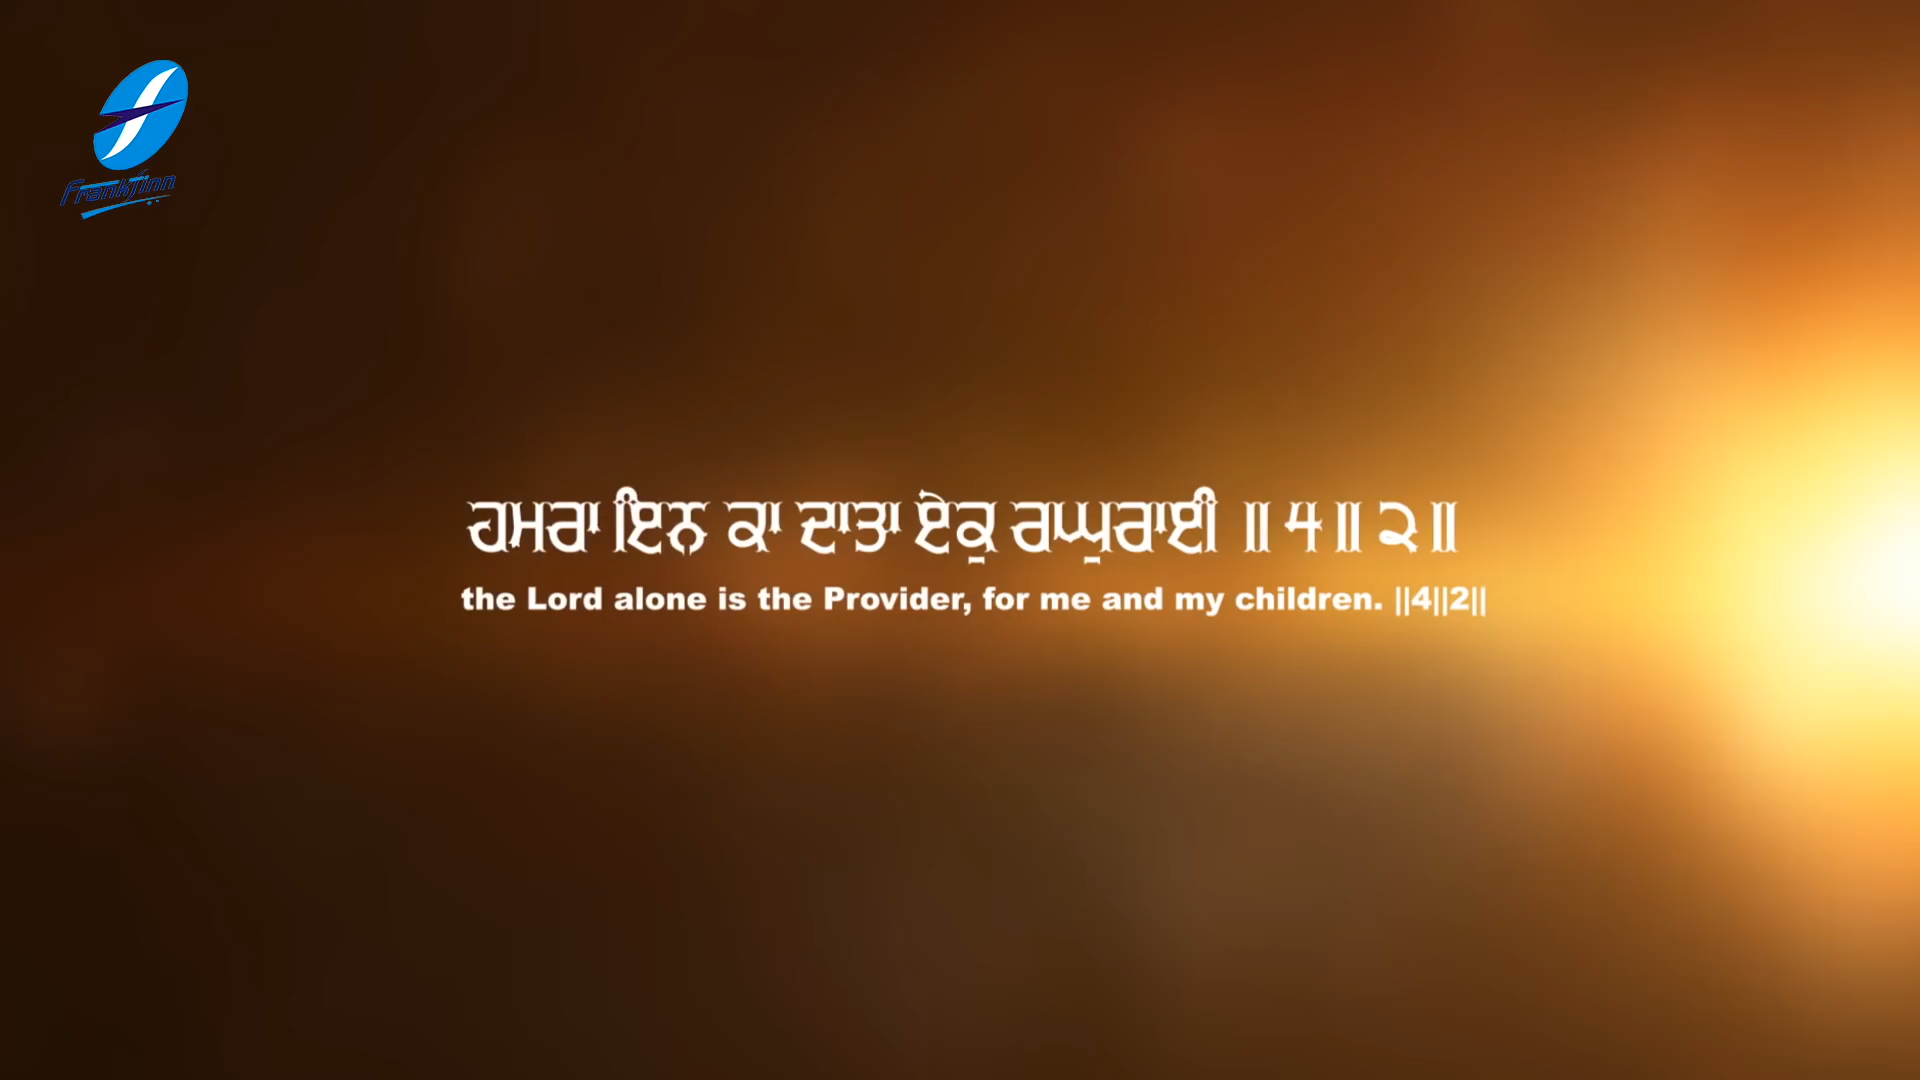 Frankfinn
ਹਮਰਾ ਇਨ ਕਾ ਦਾਤਾ ਏਕੁ ਰਘੁਰਾਈ ॥੪॥੨॥
the Lord alone is the Provider, for me and my children. ||4||2||